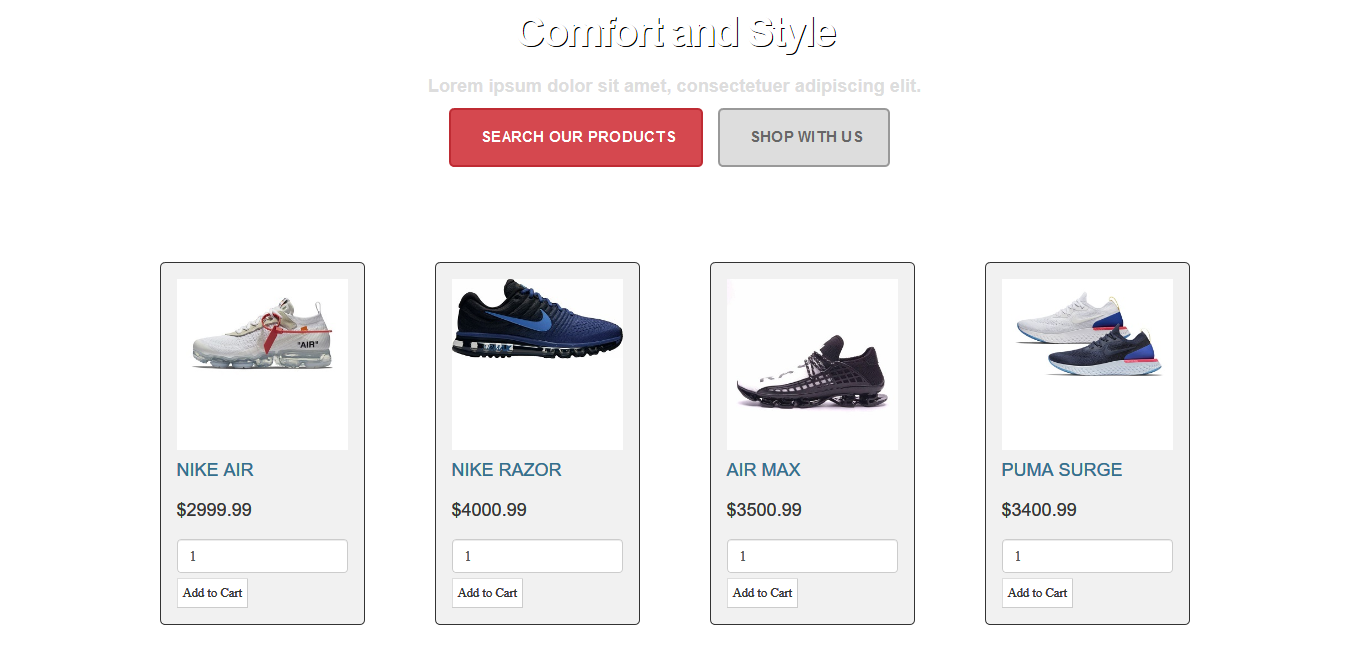 Comfort and Style
Lorem ipsum dolor sit amet, consectetuer adipiscing elit.
SEARCH OUR PRODUCTS SHOP WITH US
"AIR"
NIKE AIR NIKE RAZOR AIR MAX PUMA SURGE
$2999.99 $4000.99 $3500.99 $3400.99
1 1 1 1
Add to Cart Add to Cart Add to Cart Add to Cart